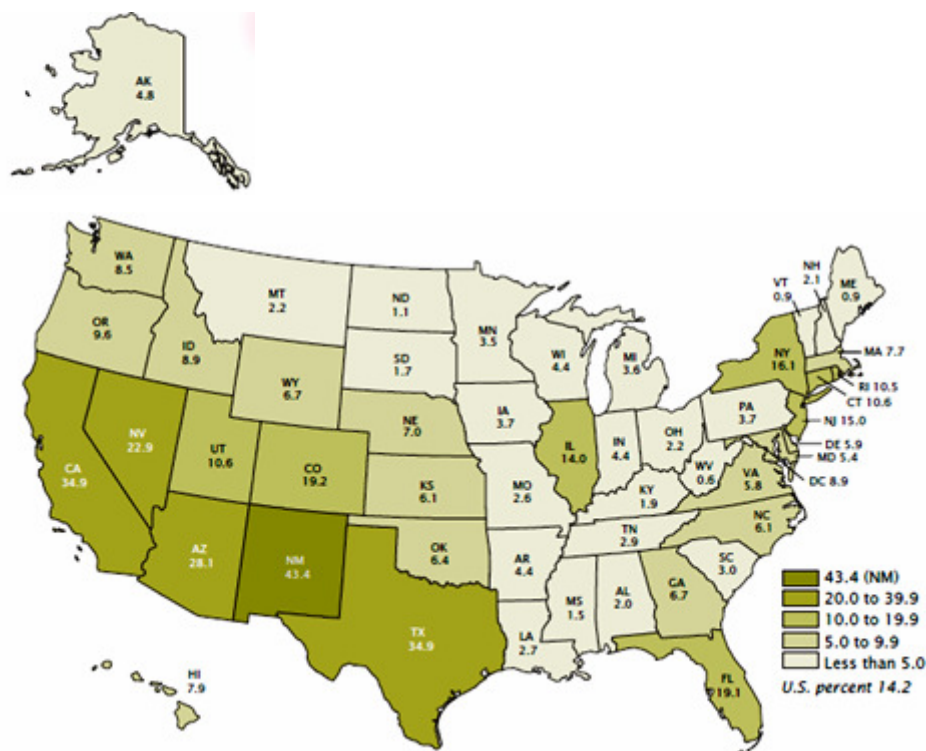 AK
4.8
WA
8.5
MT
2.2
ND
1.1
MN
3.5
VT
0.9
NH
2.1
ME
0.9
OR
9.6
ID
8.9
SD
1.7
WI
4.4
MI
3.6
NY
16.1
MA 7.7
RI 10.5
CT 10.6
WY
6.7
IA
3.7
PA
3.7
NJ 15.0
NE
7.0
NV
22.9
UT
10.6
CO
19.2
IL
14.0
IN
4.4
OH
2.2
DE 5.9
MD 5.4
DC 8.9
CA
34.9
KS
6.1
MO
2.6
KY
1.9
WV
0.6
VA
5.8
NC
6.1
TN
2.9
AZ
28.1
NM
43.4
OK
6.4
AR
4.4
SC
3.0
MS
1.5
AL
2.0
GA
6.7
TX
34.9
LA
2.7
FL
19.1
HI
7.9
43.4 (NM)
20.0 to 39.9
10.0 to 19.9
5.0 to 9.9
Less than 5.0
U.S. percent 14.2